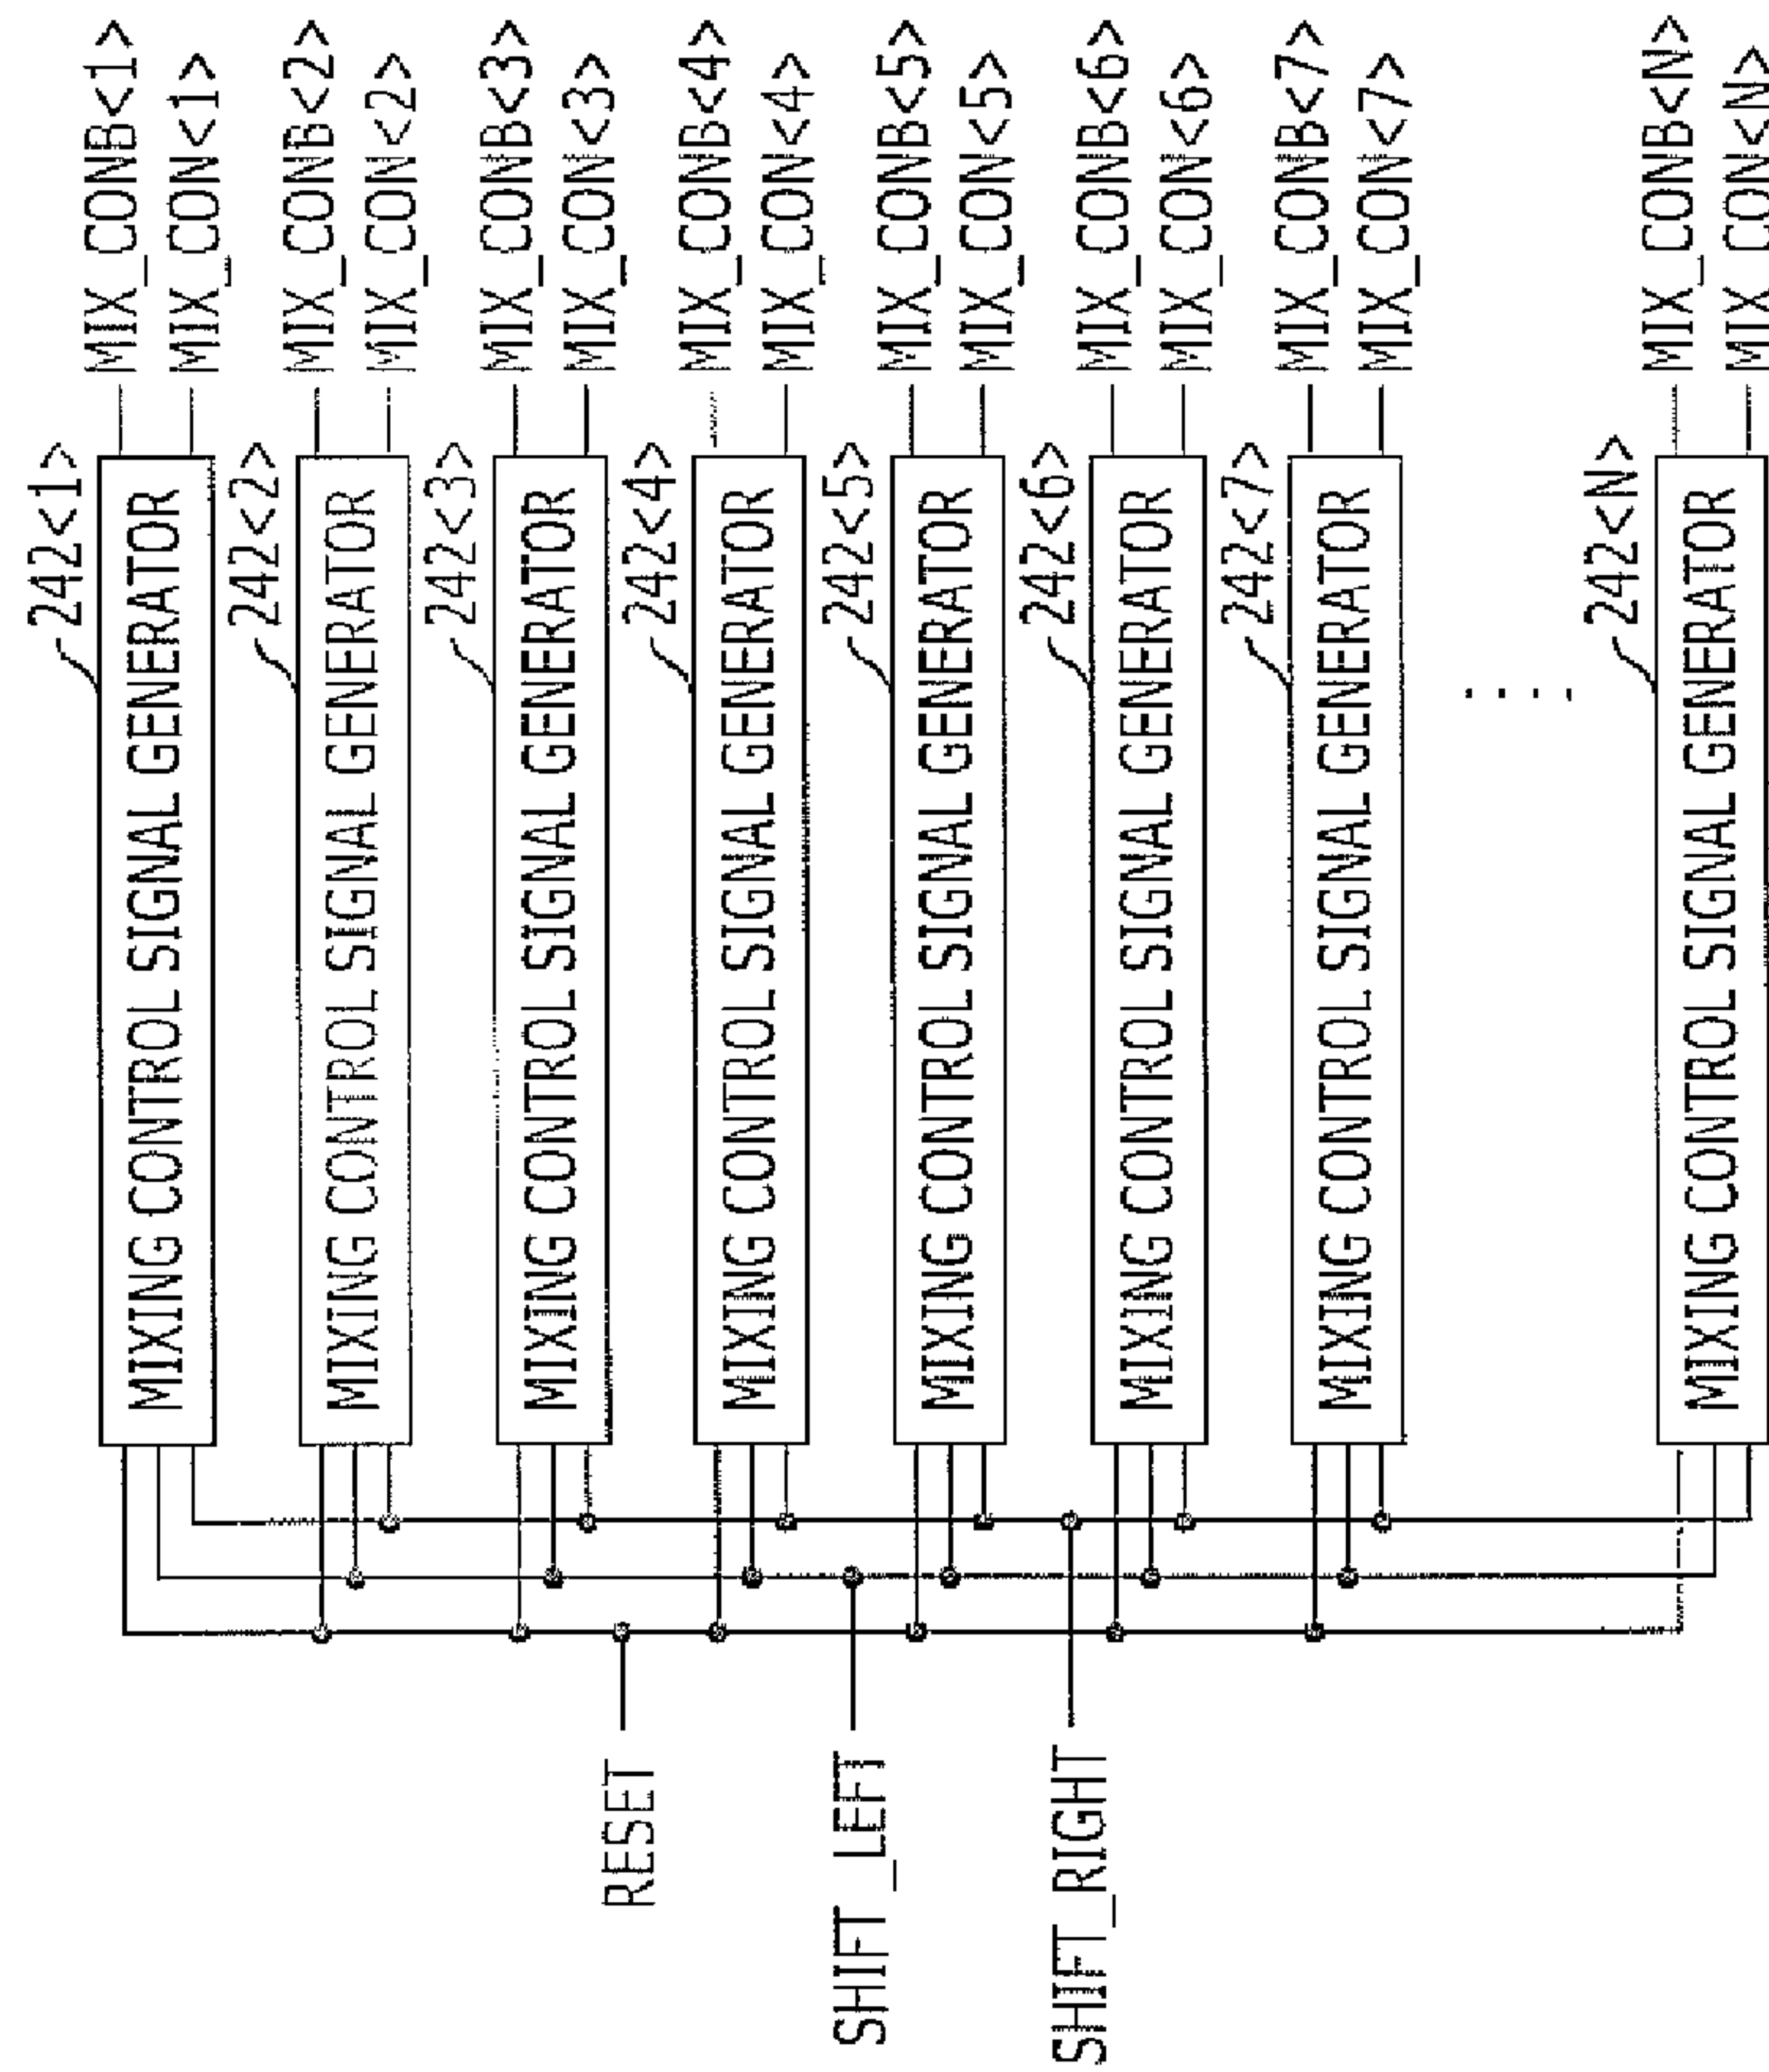 242<1>
MIXING CONTROL SIGNAL GENERATOR
MIX_CONB<1>
MIX_CON<1>
242<2>
MIXING CONTROL SIGNAL GENERATOR
MIX_CONB<2>
MIX_CON<2>
242<3>
MIXING CONTROL SIGNAL GENERATOR
MIX_CONB<3>
MIX_CON<3>
242<4>
MIXING CONTROL SIGNAL GENERATOR
MIX_CONB<4>
MIX_CON<4>
242<5>
MIXING CONTROL SIGNAL GENERATOR
MIX_CONB<5>
MIX_CON<5>
242<6>
MIXING CONTROL SIGNAL GENERATOR
MIX_CONB<6>
MIX_CON<6>
242<7>
MIXING CONTROL SIGNAL GENERATOR
MIX_CONB<7>
MIX_CON<7>
....
242<N>
MIXING CONTROL SIGNAL GENERATOR
MIX_CONB<N>
MIX_CON<N>
RESET
SHIFT_LEFT
SHIFT_RIGHT